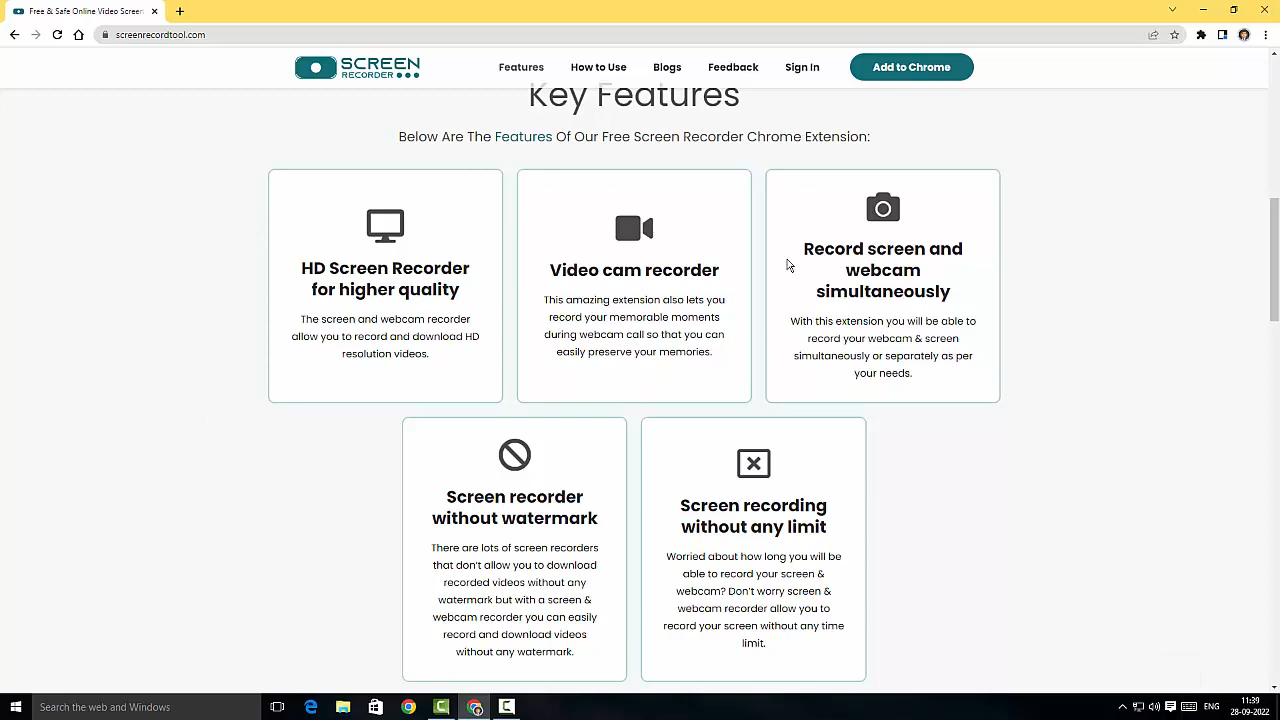 Free & Safe Online Video Screen
screenrecordtool.com
SCREEN
RECORDER
Features
How to Use
Blogs
Feedback
Sign In
Add to Chrome
Key Features
Below Are The Features Of Our Free Screen Recorder Chrome Extension:
HD Screen Recorder
for higher quality
The screen and webcam recorder
allow you to record and download HD
resolution videos.
Video cam recorder
This amazing extension also lets you
record your memorable moments
during webcam call so that you can
easily preserve your memories.
Record screen and
webcam
simultaneously
With this extension you will be able to
record your webcam & screen
simultaneously or separately as per
your needs.
Screen recorder
without watermark
There are lots of screen recorders
that don't allow you to download
recorded videos without any
watermark but with a screen &
webcam recorder you can easily
record and download videos
without any watermark.
Screen recording
without any limit
Worried about how long you will be
able to record your screen &
webcam? Don't worry screen &
webcam recorder allow you to
record your screen without any time
limit.
Search the web and Windows
ENG
11:39
28-09-2022